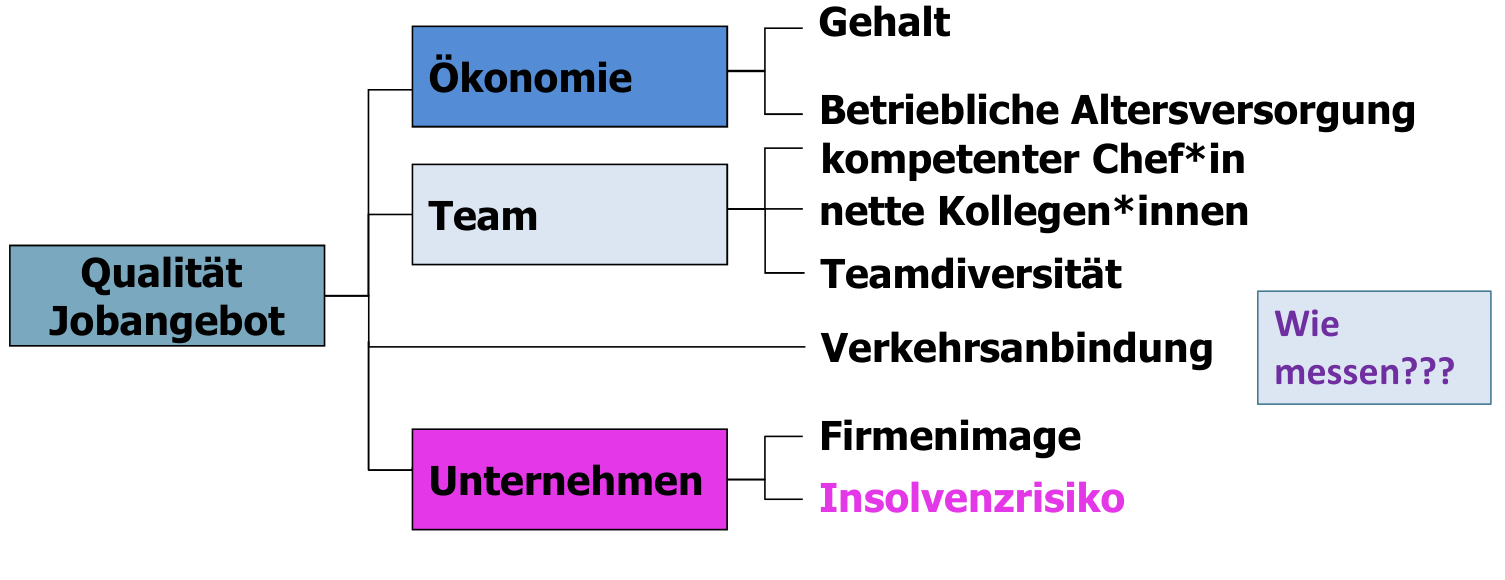 Gehalt
Ökonomie
Betriebliche Altersversorgung
kompetenter Chef*in
Team
nette Kollegen*innen
Teamdiversität
Qualität
Jobangebot
Verkehrsanbindung
Wie
messen???
Firmenimage
Unternehmen
Insolvenzrisiko